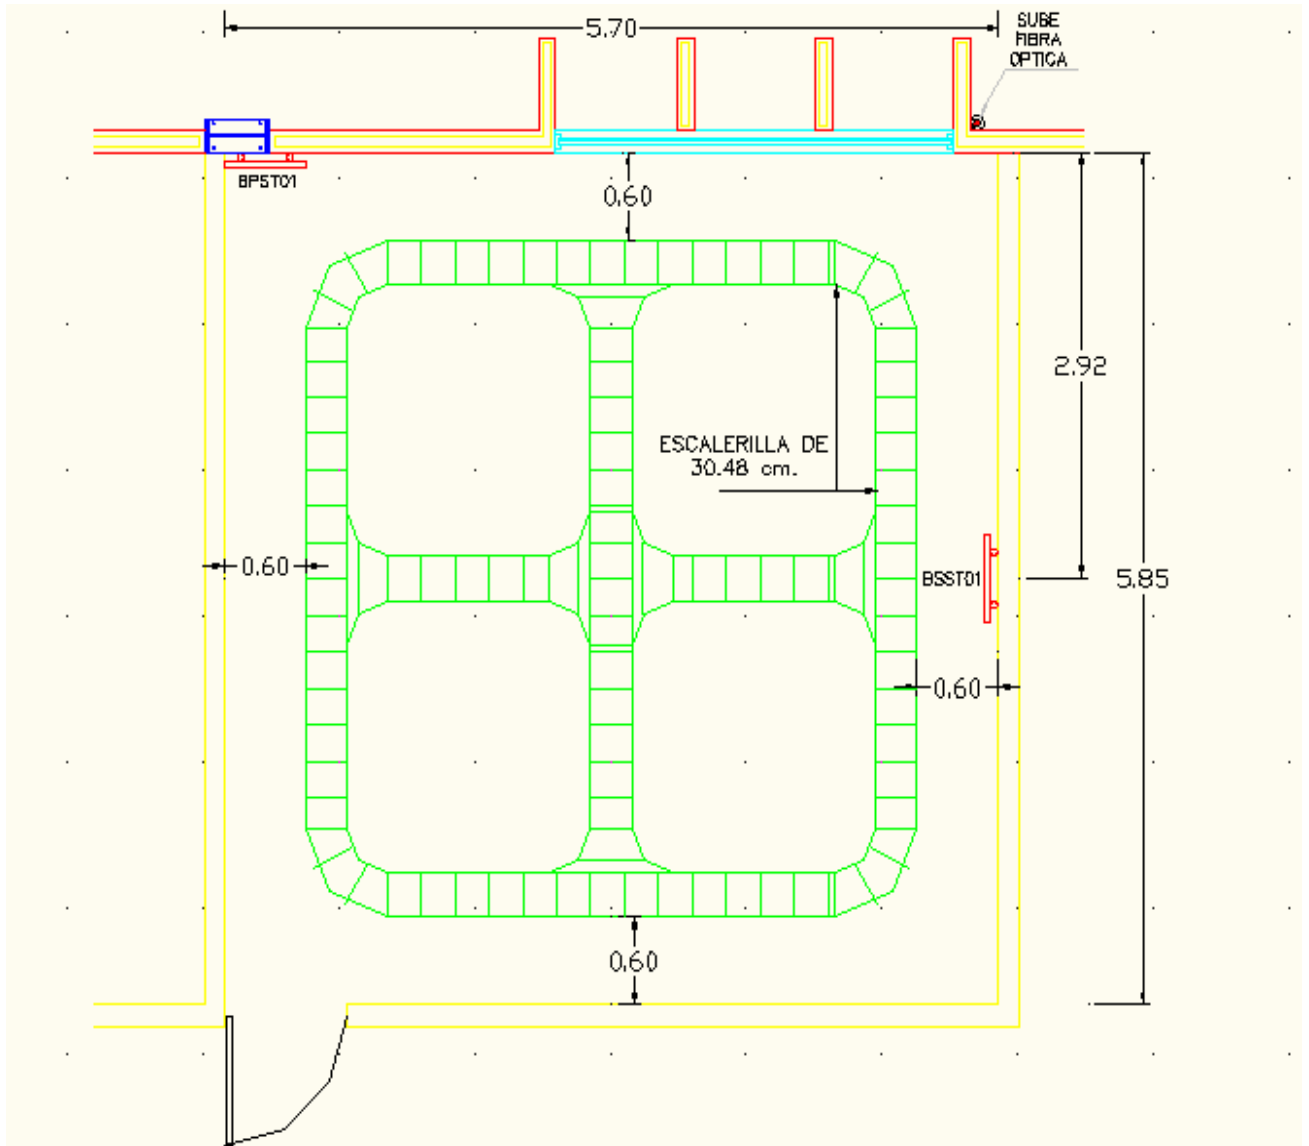 5.70
SUBE
FIBRA
OPTICA
BPST01
0.60
2.92
ESCALERILLA DE
30.48 cm.
0.60
BSST01
5.85
0.60
0.60